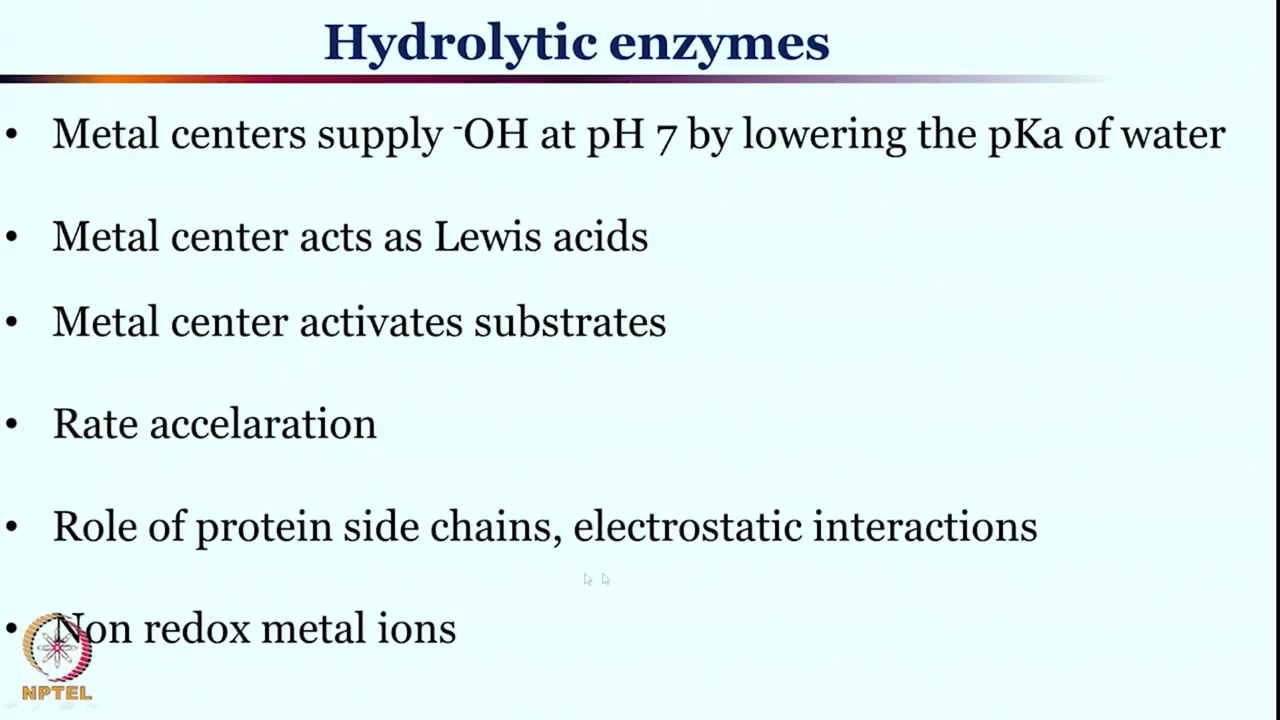 Hydrolytic enzymes
• Metal centers supply ⁻OH at pH 7 by lowering the pKa of water
• Metal center acts as Lewis acids
• Metal center activates substrates
• Rate accelaration
• Role of protein side chains, electrostatic interactions
• Non redox metal ions
NPTEL